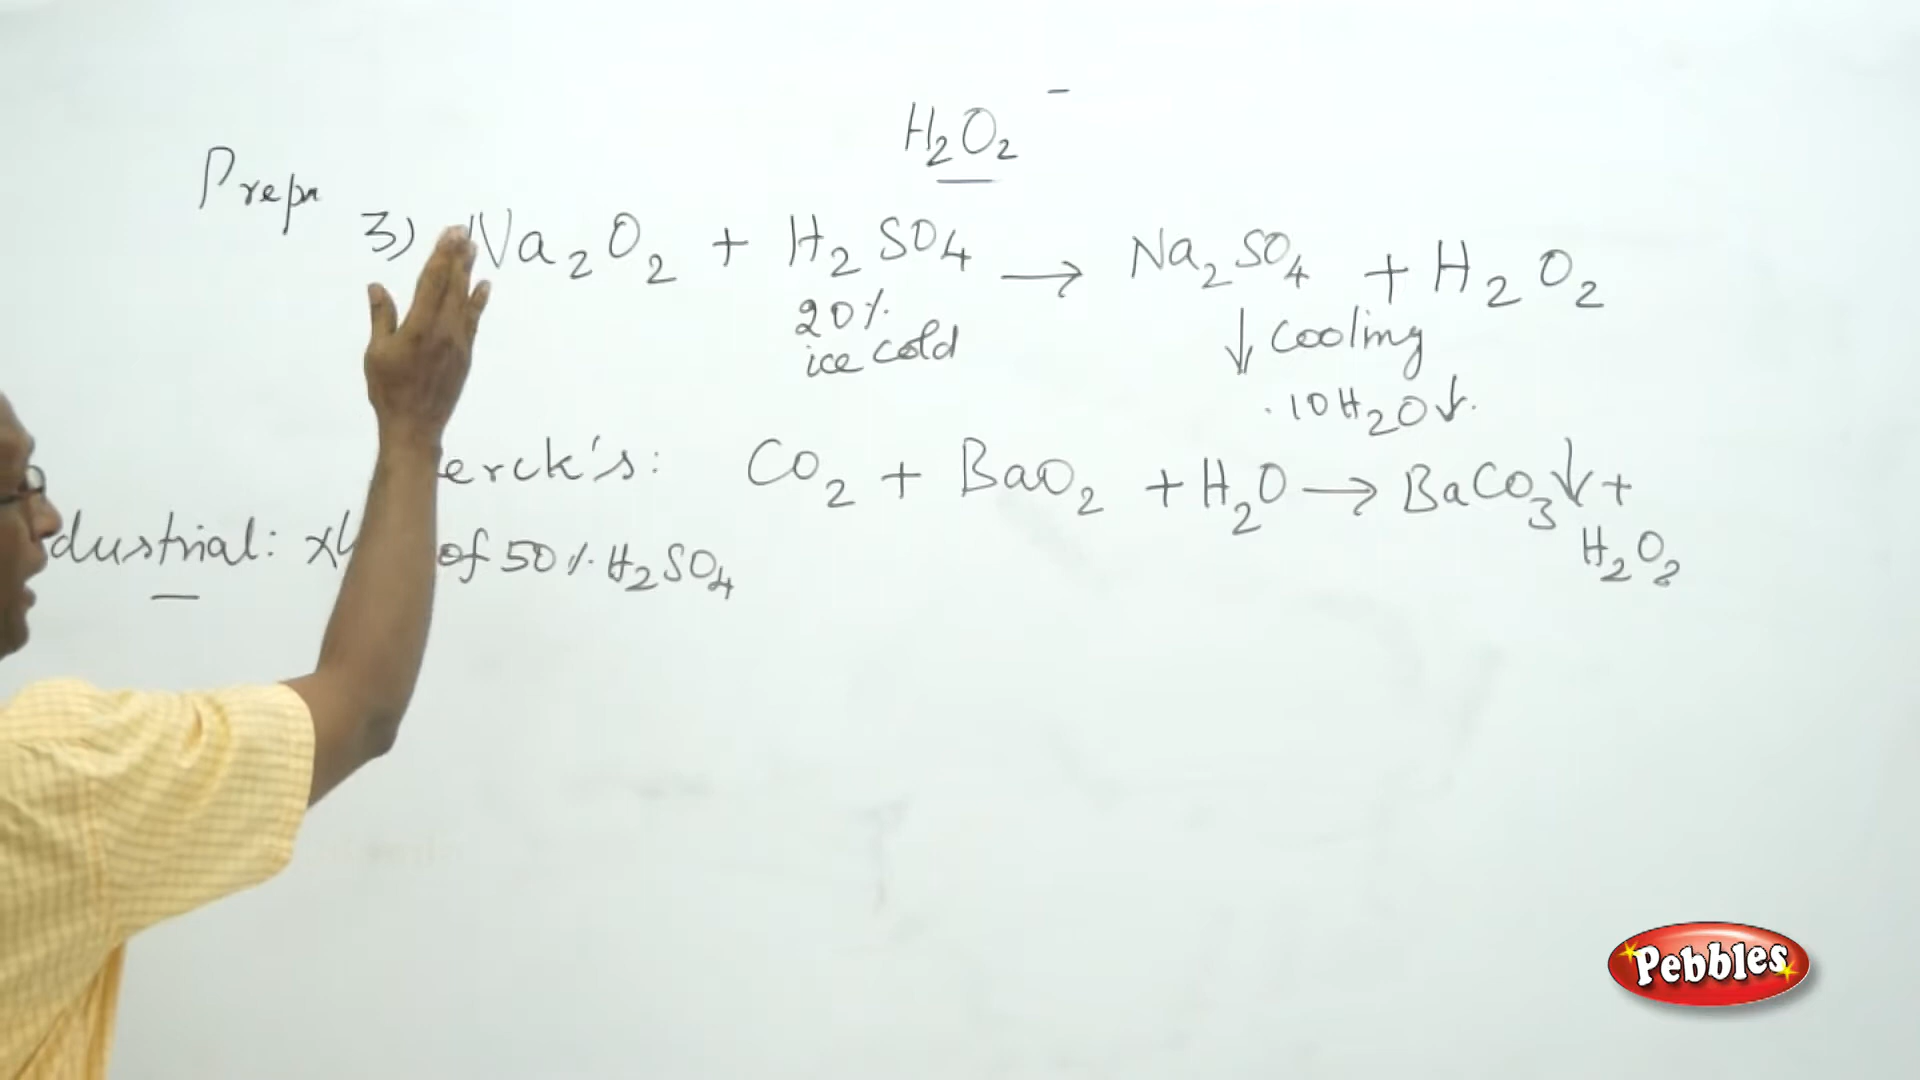 H₂O₂
Prepn
3) Na₂O₂ + H₂SO₄ → Na₂SO₄ + H₂O₂
20%
ice cold
↓ Cooling
. 10H₂O↓.
erck's: CO₂ + BaO₂ + H₂O → BaCO₃↓ +
H₂O₂
dustrial: of 50% H₂SO₄
Pebbles